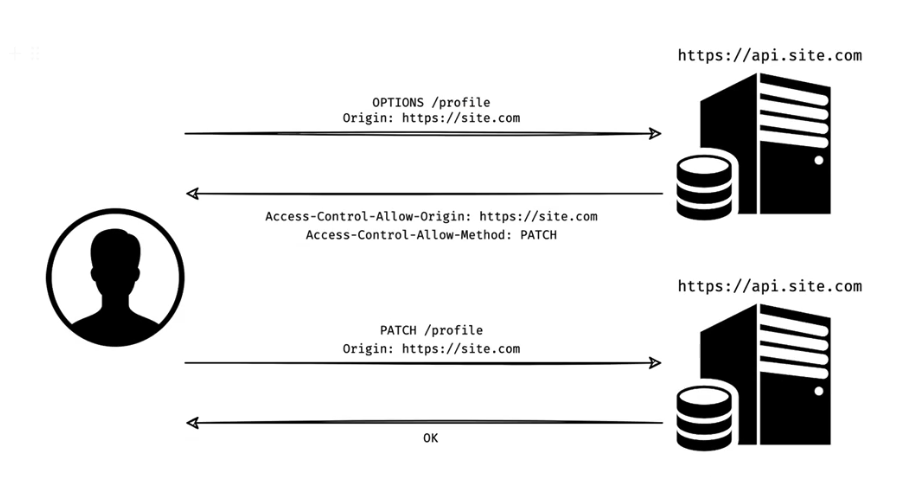 https://api.site.com
OPTIONS /profile
Origin: https://site.com
Access-Control-Allow-Origin: https://site.com
Access-Control-Allow-Method: PATCH
https://api.site.com
PATCH /profile
Origin: https://site.com
OK